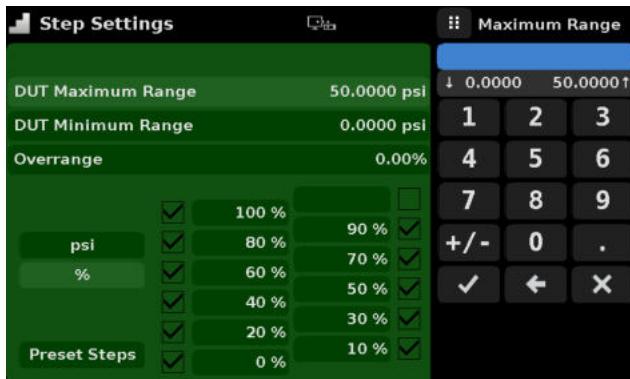 Step Settings
Maximum Range
DUT Maximum Range 50.0000 psi
↓ 0.0000 50.0000↑
DUT Minimum Range 0.0000 psi
Overrange 0.00%
1 2 3
4 5 6
7 8 9
+/- 0 .
psi
%
Preset Steps
100 %
90 %
80 %
70 %
60 %
50 %
40 %
30 %
20 %
10 %
0 %